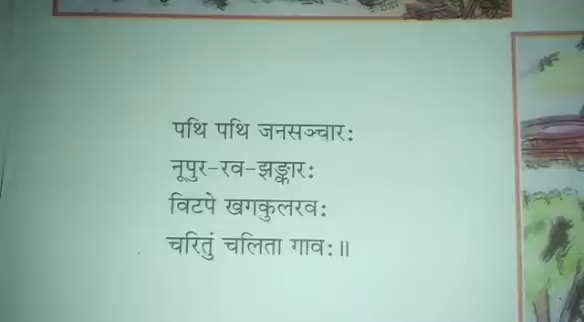 पथि पथि जनसञ्चारः
नूपुर-रव-झङ्कारः
विटपे खगकुलरवः
चरितुं चलिता गावः॥